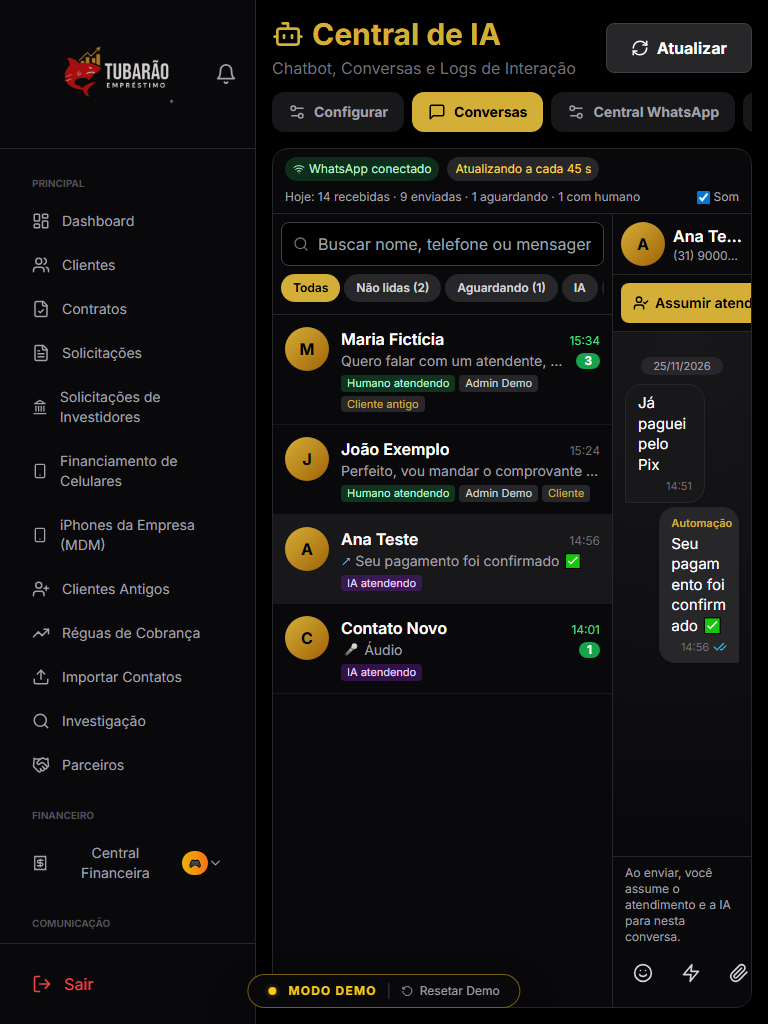 TUBARÃO
EMPRÉSTIMO
PRINCIPAL
Dashboard
Clientes
Contratos
Solicitações
Solicitações de
Investidores
Financiamento de
Celulares
iPhones da Empresa
(MDM)
Clientes Antigos
Réguas de Cobrança
Importar Contatos
Investigação
Parceiros
FINANCEIRO
Central
Financeira
COMUNICAÇÃO
Sair
Central de IA
Chatbot, Conversas e Logs de Interação
Atualizar
Configurar
Conversas
Central WhatsApp
WhatsApp conectado
Atualizando a cada 45 s
Hoje: 14 recebidas · 9 enviadas · 1 aguardando · 1 com humano
Som
Buscar nome, telefone ou mensager
Todas
Não lidas (2)
Aguardando (1)
IA
M
Maria Fictícia
15:34
Quero falar com um atendente, ...
3
Humano atendendo
Admin Demo
Cliente antigo
J
João Exemplo
15:24
Perfeito, vou mandar o comprovante ...
Humano atendendo
Admin Demo
Cliente
A
Ana Teste
14:56
↗ Seu pagamento foi confirmado ✅
IA atendendo
C
Contato Novo
14:01
🎤 Áudio
1
IA atendendo
A
Ana Te...
(31) 9000...
Assumir atend
25/11/2026
Já
paguei
pelo
Pix
14:51
Automação
Seu
pagam
ento foi
confirm
ado ✅
14:56
Ao enviar, você
assume o
atendimento e a IA
para nesta
conversa.
MODO DEMO
Resetar Demo